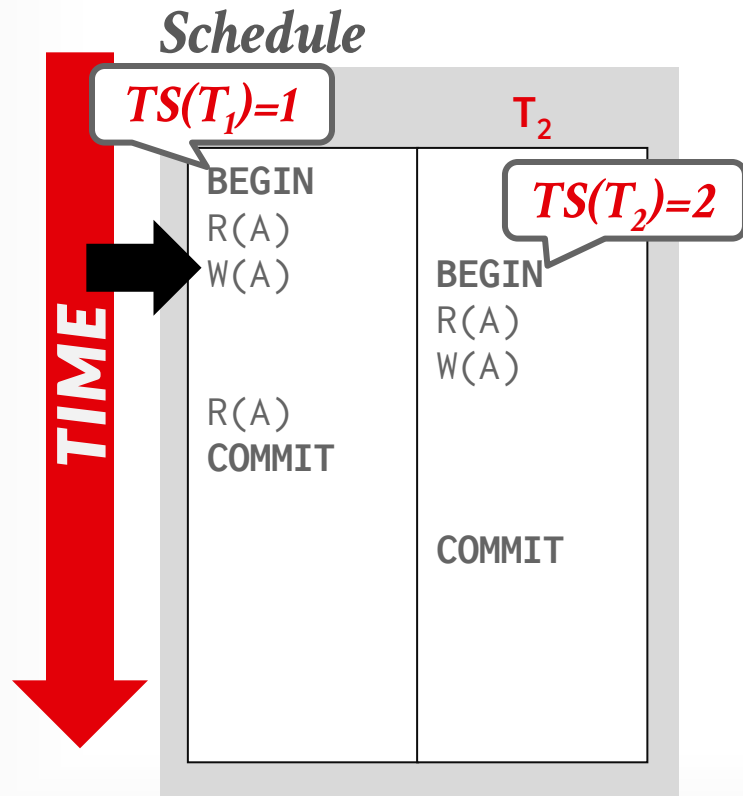 Schedule
TS(T₁)=1
T₂
BEGIN
TS(T₂)=2
R(A)
W(A)
BEGIN
R(A)
W(A)
R(A)
COMMIT
COMMIT
TIME